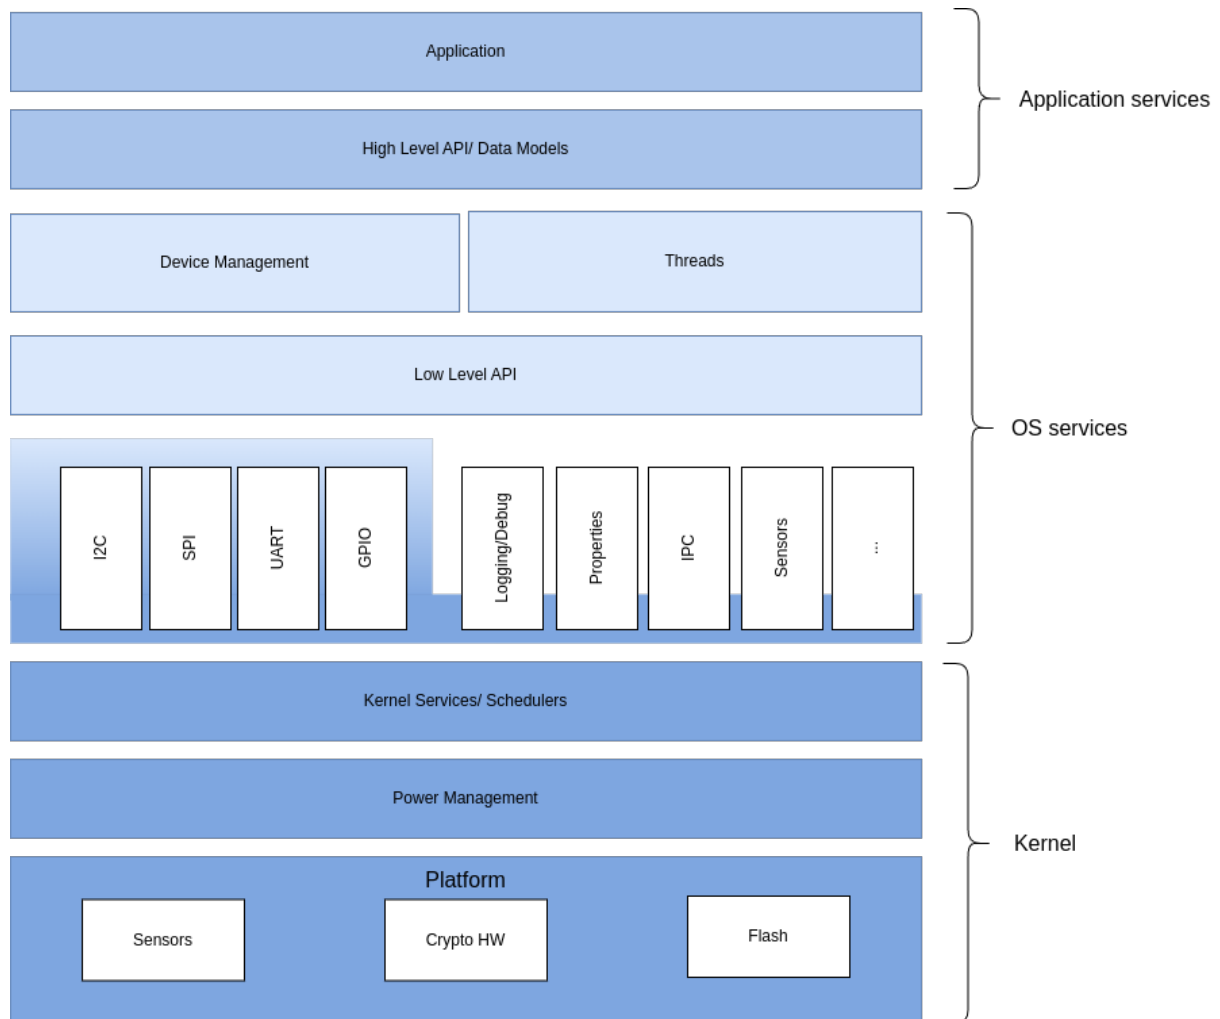 Application
Application services
High Level API/ Data Models
Device Management
Threads
Low Level API
OS services
I2C
SPI
UART
GPIO
Logging/Debug
Properties
IPC
Sensors
...
Kernel Services/ Schedulers
Power Management
Kernel
Platform
Sensors
Crypto HW
Flash